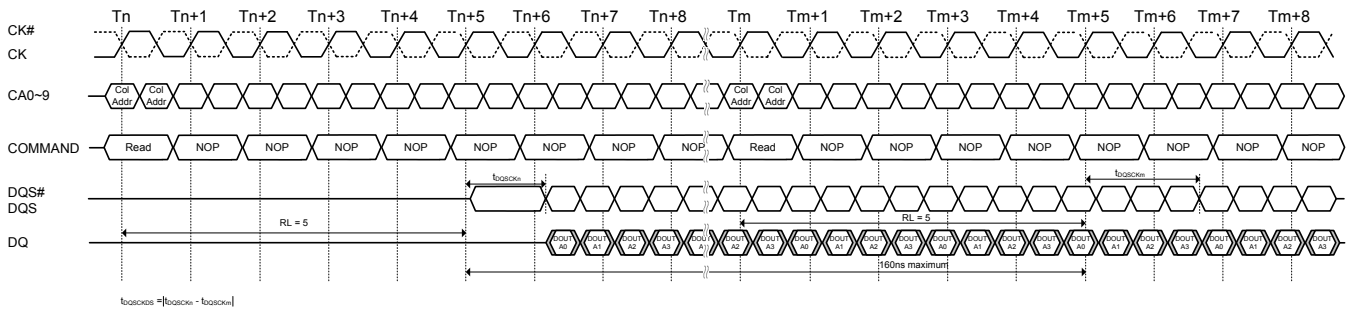 Tn Tn+1 Tn+2 Tn+3 Tn+4 Tn+5 Tn+6 Tn+7 Tn+8 Tm Tm+1 Tm+2 Tm+3 Tm+4 Tm+5 Tm+6 Tm+7 Tm+8
CK#
CK
CA0~9
Col Addr Col Addr Col Addr Col Addr
COMMAND
Read NOP NOP NOP NOP NOP NOP NOP NOP Read NOP NOP NOP NOP NOP NOP NOP NOP
tDQSCKn tDQSCKm
DQS#
DQS
RL = 5 RL = 5
DQ
DOUT A0 DOUT A1 DOUT A2 DOUT A3 DOUT A0 DOUT A1 DOUT A2 DOUT A3 DOUT A0 DOUT A1 DOUT A2 DOUT A3 DOUT A0 DOUT A1 DOUT A2 DOUT A3 DOUT A0 DOUT A1 DOUT A2 DOUT A3 DOUT A0 DOUT A1 DOUT A2 DOUT A3
160ns maximum
tDQSCKDS =|tDQSCKn - tDQSCKm|